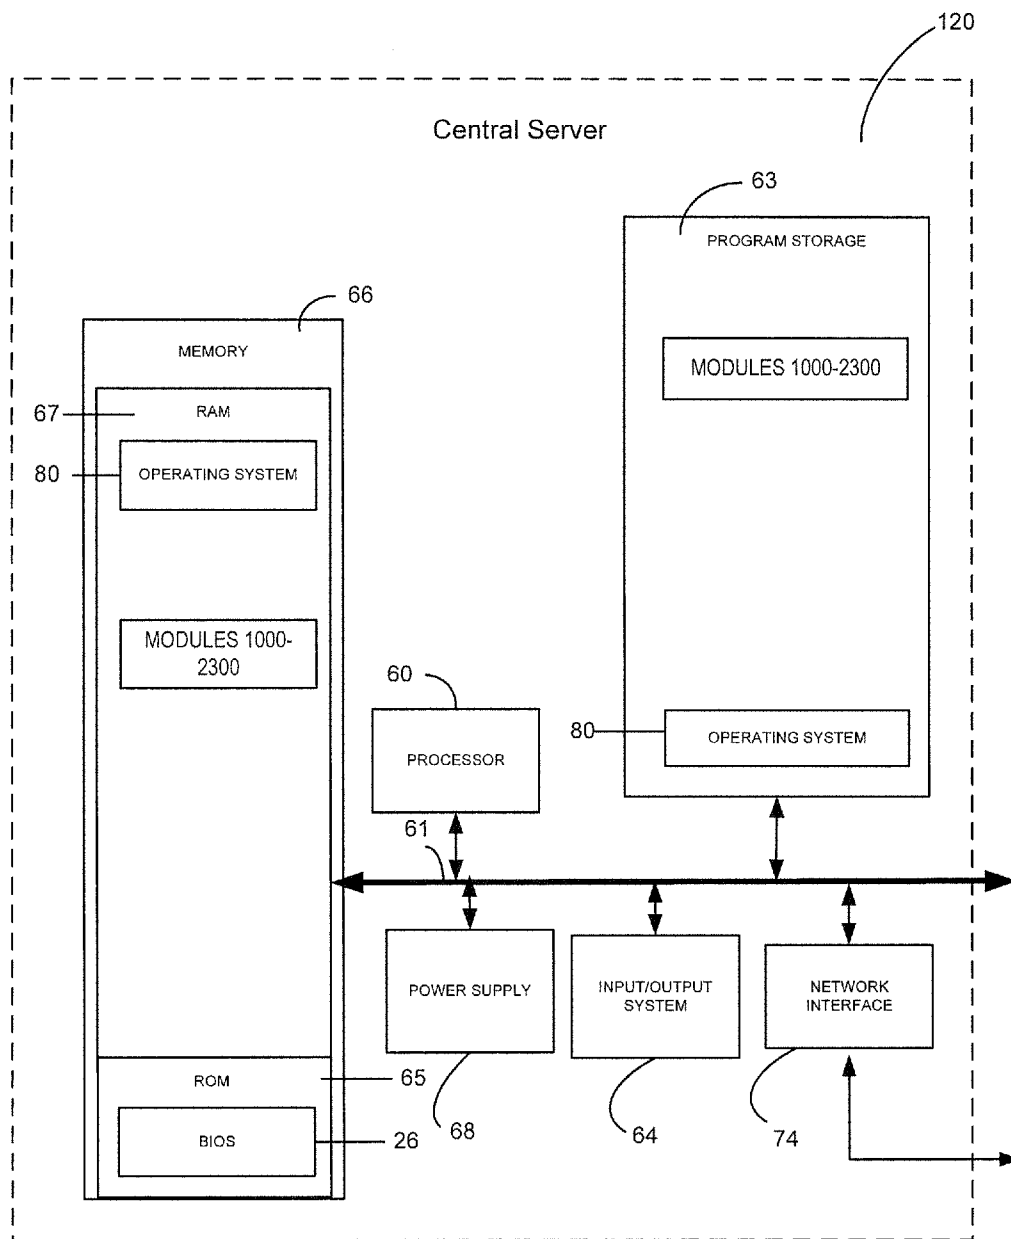 120
Central Server
63
PROGRAM STORAGE
66
MEMORY
MODULES 1000-2300
67
RAM
80
OPERATING SYSTEM
MODULES 1000-
2300
60
PROCESSOR
80
OPERATING SYSTEM
61
POWER SUPPLY
INPUT/OUTPUT
SYSTEM
NETWORK
INTERFACE
ROM
65
68
64
74
BIOS
26